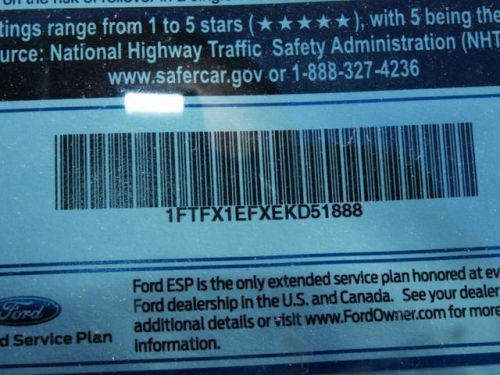 tings range from 1 to 5 stars (★★★★★), with 5 being the
ource: National Highway Traffic Safety Administration (NHT
www.safercar.gov or 1-888-327-4236
1FTFX1EFXEKD51888
Ford ESP is the only extended service plan honored at ev
Ford dealership in the U.S. and Canada. See your dealer
additional details or visit www.FordOwner.com for more
information.
Ford
d Service Plan